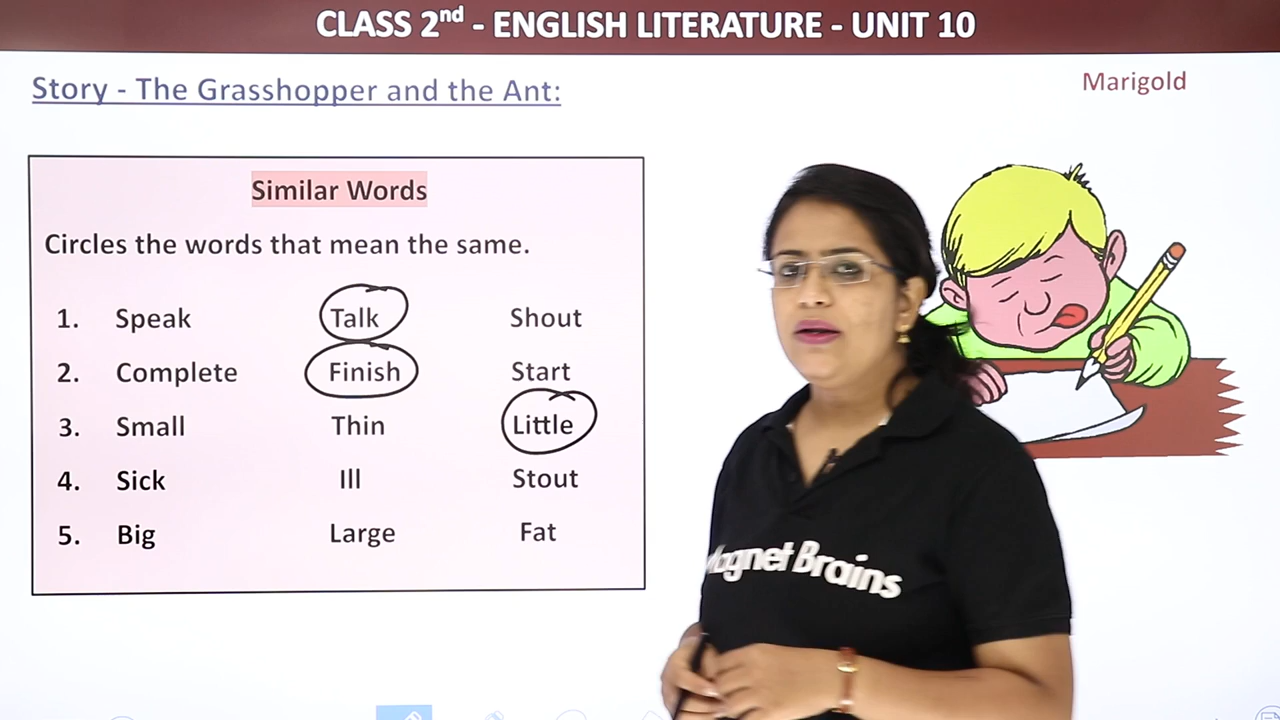 CLASS 2nd - ENGLISH LITERATURE - UNIT 10
Story - The Grasshopper and the Ant:
Marigold
Similar Words
Circles the words that mean the same.
1. Speak Talk Shout
2. Complete Finish Start
3. Small Thin Little
4. Sick Ill Stout
5. Big Large Fat
Magnet Brains